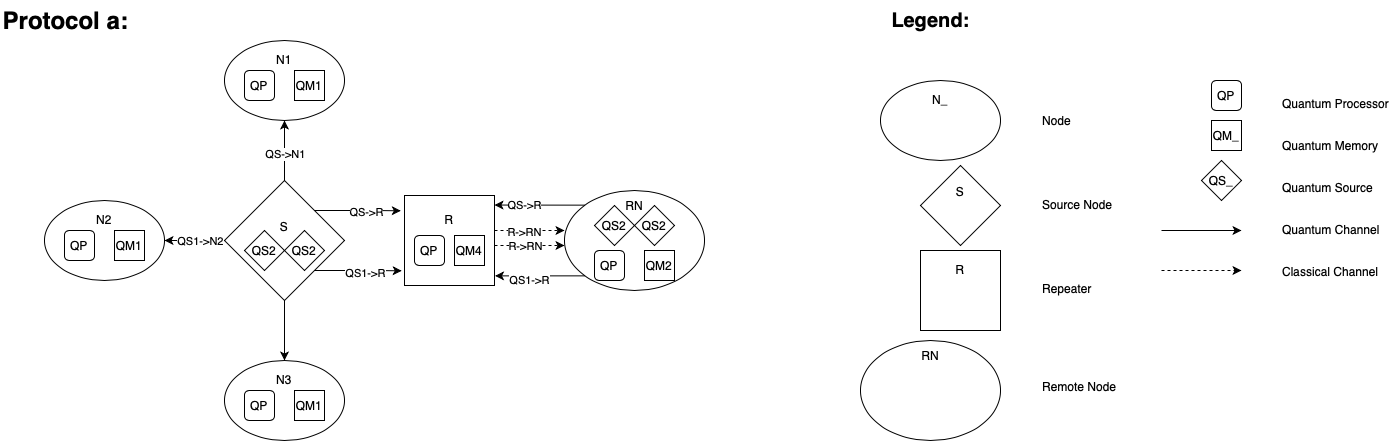 Protocol a:
Legend:
N1
QP QM1
QS->N1
N2
QP QM1
QS1->N2
S
QS2 QS2
QS->R
QS1->R
R
QP QM4
QS->R
R->RN
R->RN
QS1->R
RN
QS2 QS2
QP QM2
N3
QP QM1
N_
Node
S
Source Node
R
Repeater
RN
Remote Node
QP
Quantum Processor
QM_
Quantum Memory
QS_
Quantum Source
Quantum Channel
Classical Channel